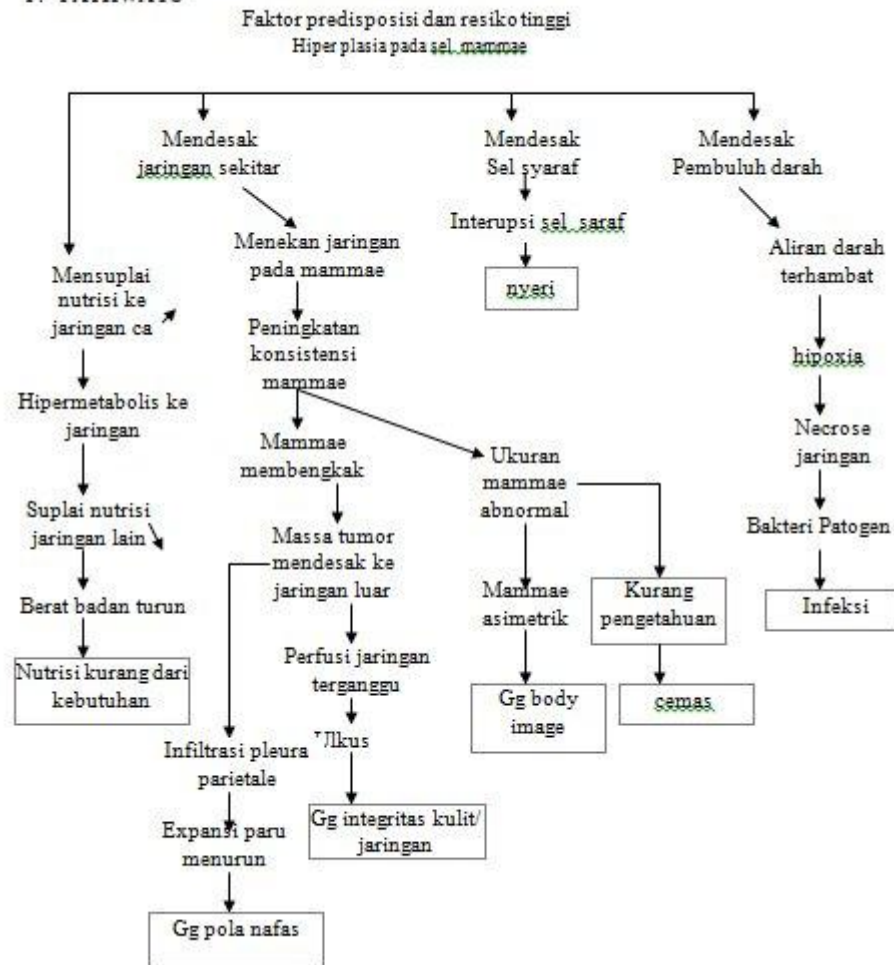 Faktor predisposisi dan resiko tinggi
Hiper plasia pada sel mammae
Mendesak
jaringan sekitar
Mendesak
Sel syaraf
Mendesak
Pembuluh darah
Mensuplai
nutrisi ke
jaringan ca
Hipermetabolis ke
jaringan
Suplai nutrisi
jaringan lain
Berat badan turun
Nutrisi kurang dari
kebutuhan
Menekan jaringan
pada mammae
Peningkatan
konsistensi
mammae
Mammae
membengkak
Massa tumor
mendesak ke
jaringan luar
Perfusi jaringan
terganggu
Ulkus
Gg integritas kulit/
jaringan
Infiltrasi pleura
parietale
Expansi paru
menurun
Gg pola nafas
Interupsi sel saraf
nyeri
Ukuran
mammae
abnormal
Mammae
asimetrik
Gg body
image
Kurang
pengetahuan
cemas
Aliran darah
terhambat
hipoxia
Necrose
jaringan
Bakteri Patogen
Infeksi